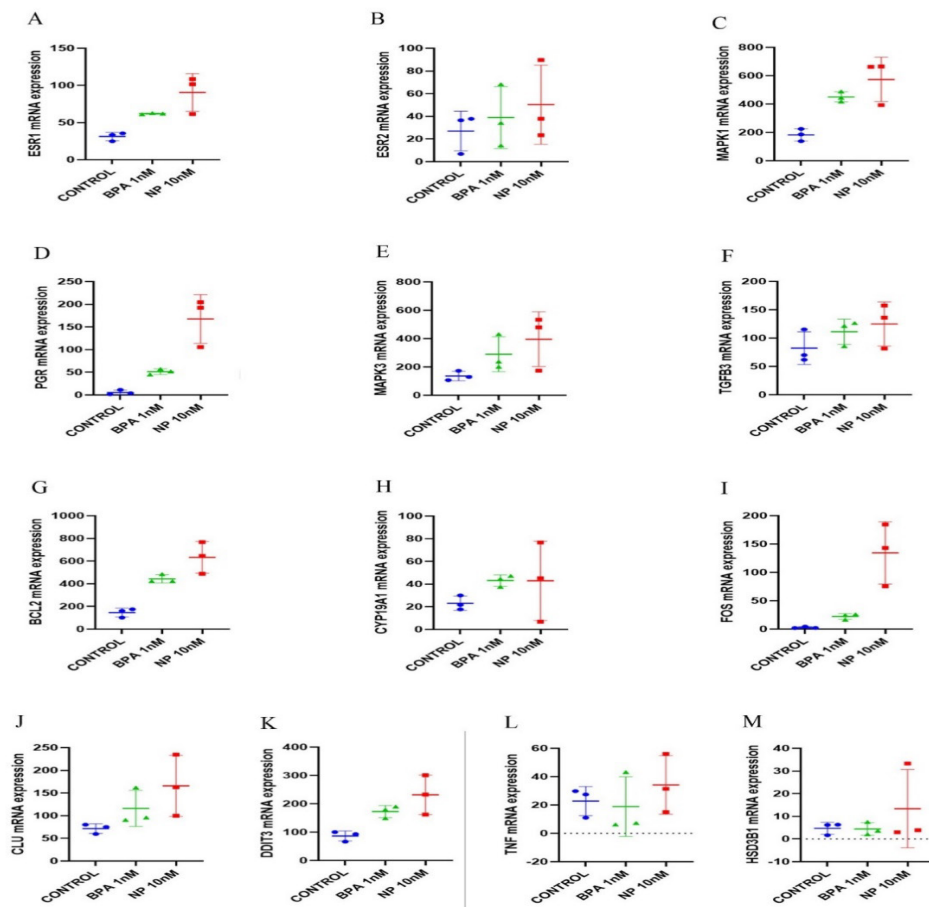 A
ESR1 mRNA expression
150
100
50
0
CONTROL
BPA 1nM
NP 10nM
B
ESR2 mRNA expression
100
80
60
40
20
0
CONTROL
BPA 1nM
NP 10nM
C
MAPK1 mRNA expression
800
600
400
200
0
CONTROL
BPA 1nM
NP 10nM
D
PGR mRNA expression
250
200
150
100
50
0
CONTROL
BPA 1nM
NP 10nM
E
MAPK3 mRNA expression
800
600
400
200
0
CONTROL
BPA 1nM
NP 10nM
F
TGFB3 mRNA expression
200
150
100
50
0
CONTROL
BPA 1nM
NP 10nM
G
BCL2 mRNA expression
1000
800
600
400
200
0
CONTROL
BPA 1nM
NP 10nM
H
CYP19A1 mRNA expression
100
80
60
40
20
0
CONTROL
BPA 1nM
NP 10nM
I
FOS mRNA expression
200
150
100
50
0
CONTROL
BPA 1nM
NP 10nM
J
CLU mRNA expression
250
200
150
100
50
0
CONTROL
BPA 1nM
NP 10nM
K
DDIT3 mRNA expression
400
300
200
100
0
CONTROL
BPA 1nM
NP 10nM
L
TNF mRNA expression
60
40
20
0
-20
CONTROL
BPA 1nM
NP 10nM
M
HSD3B1 mRNA expression
40
30
20
10
0
-10
CONTROL
BPA 1nM
NP 10nM